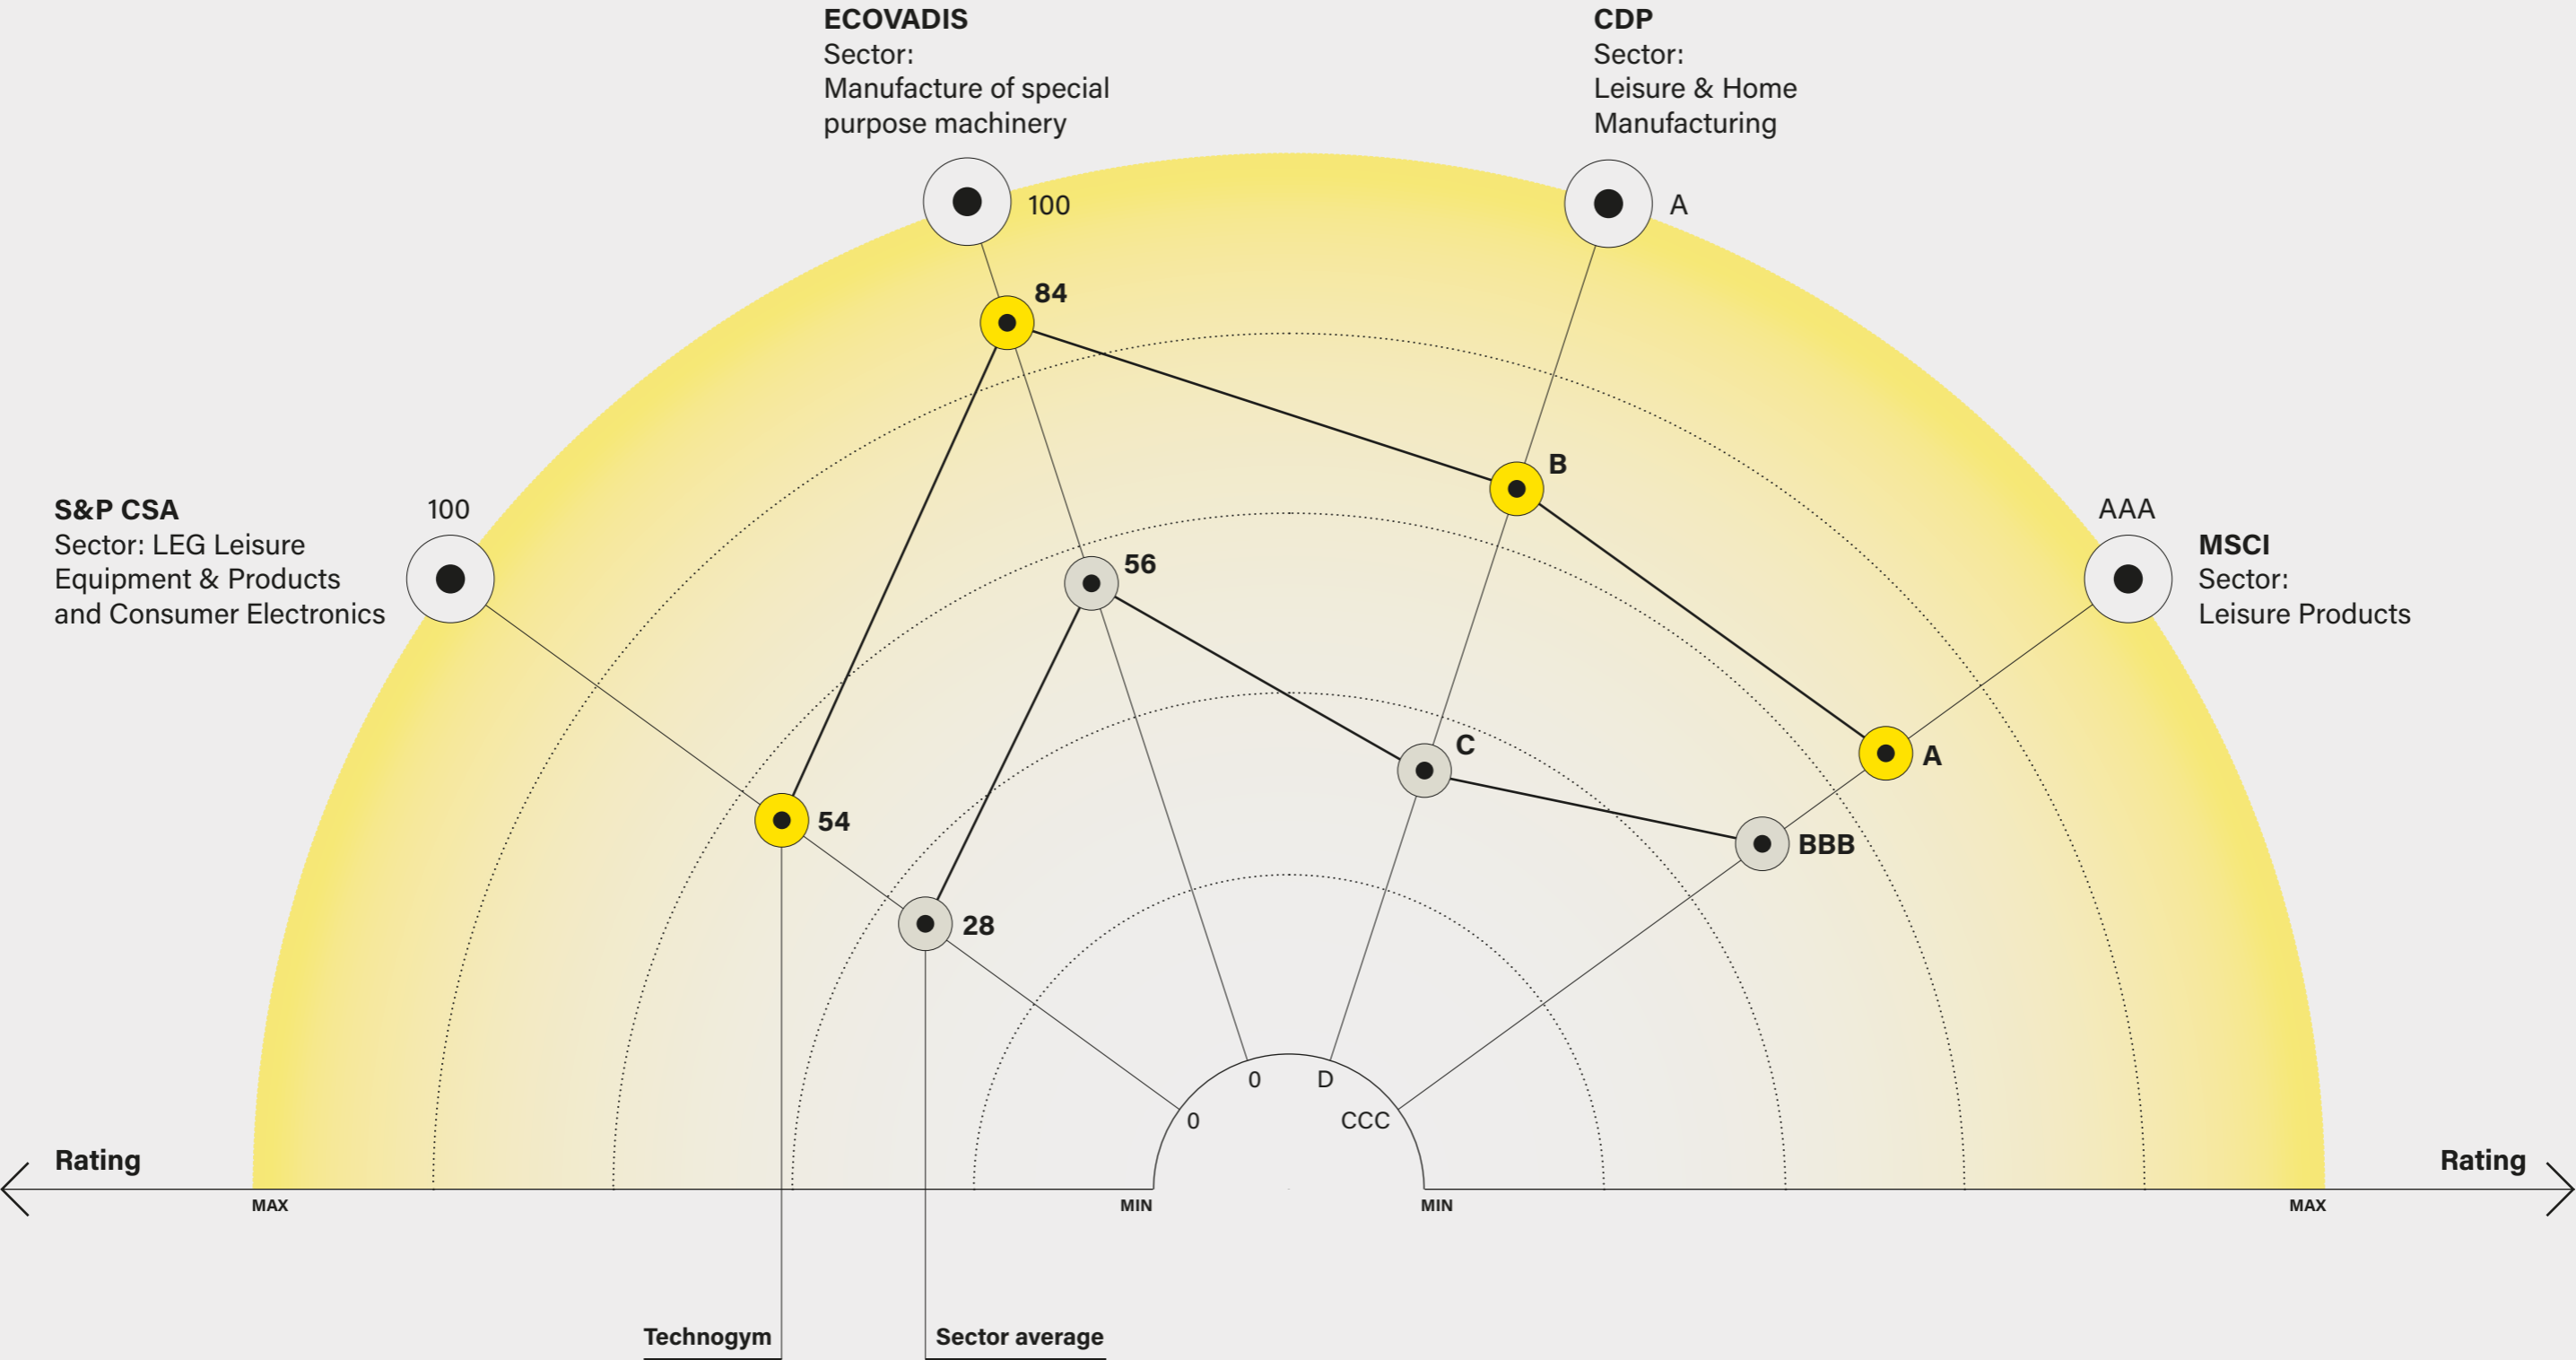 ECOVADIS
Sector:
Manufacture of special
purpose machinery
CDP
Sector:
Leisure & Home
Manufacturing
100
A
84
B
S&P CSA
Sector: LEG Leisure
Equipment & Products
and Consumer Electronics
100
AAA
MSCI
Sector:
Leisure Products
56
C
A
54
BBB
28
0
D
0
CCC
Rating
Rating
MAX
MIN
MIN
MAX
Technogym
Sector average